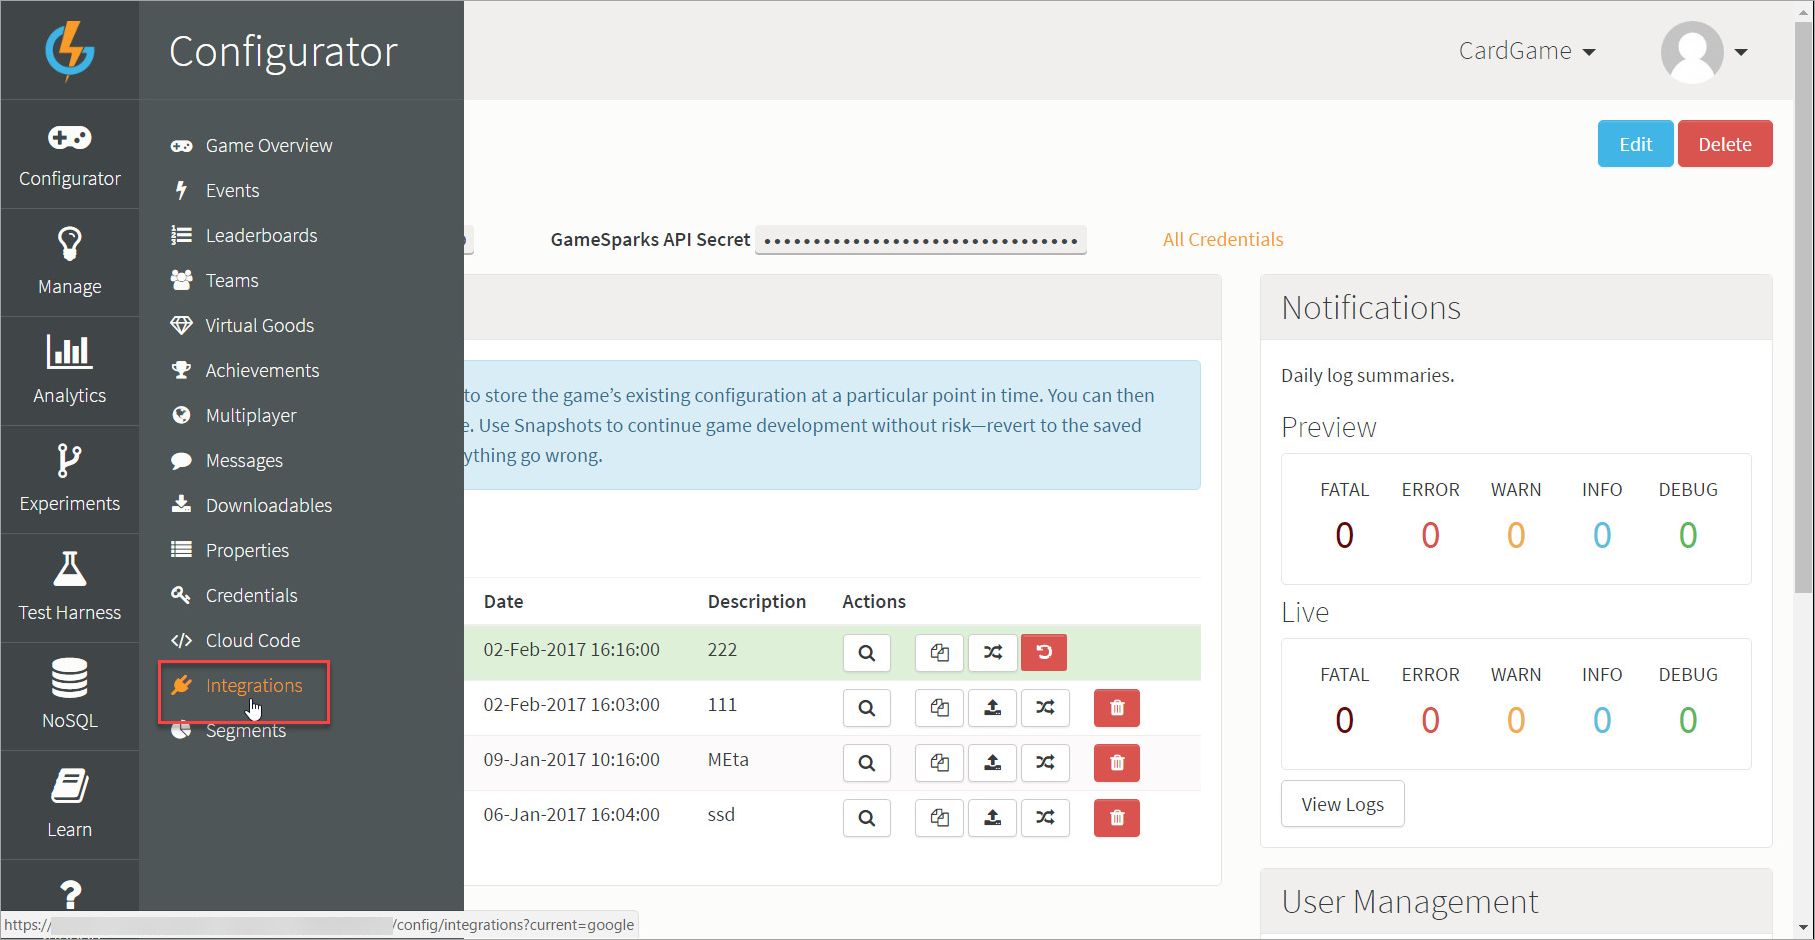 Configurator
CardGame
Configurator
Manage
Analytics
Experiments
Test Harness
NoSQL
Learn
Game Overview
Events
Leaderboards
Teams
Virtual Goods
Achievements
Multiplayer
Messages
Downloadables
Properties
Credentials
Cloud Code
Integrations
Segments
Edit
Delete
GameSparks API Secret ••••••••••••••••••••••••••••••••
All Credentials
to store the game’s existing configuration at a particular point in time. You can then
e. Use Snapshots to continue game development without risk—revert to the saved
ything go wrong.
Date Description Actions
02-Feb-2017 16:16:00 222
02-Feb-2017 16:03:00 111
09-Jan-2017 10:16:00 MEta
06-Jan-2017 16:04:00 ssd
Notifications
Daily log summaries.
Preview
FATAL ERROR WARN INFO DEBUG
0 0 0 0 0
Live
FATAL ERROR WARN INFO DEBUG
0 0 0 0 0
View Logs
User Management
https://
/config/integrations?current=google